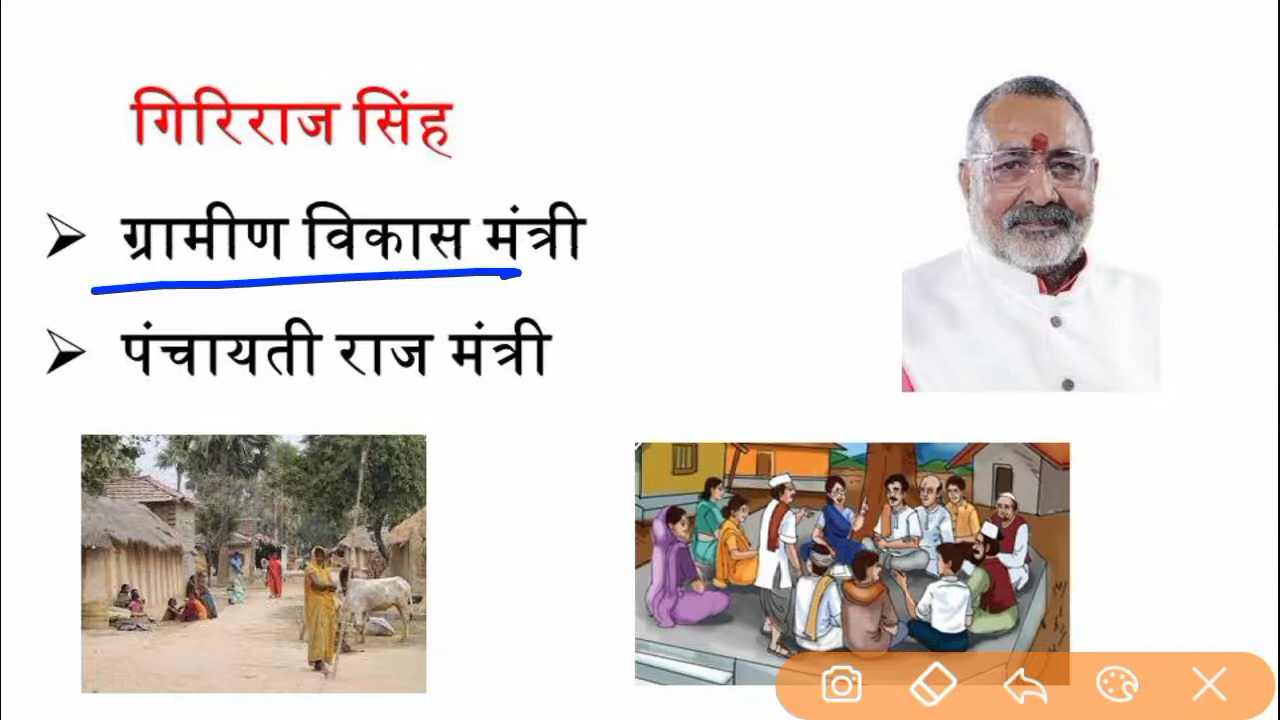 गिरिराज सिंह
ग्रामीण विकास मंत्री
पंचायती राज मंत्री